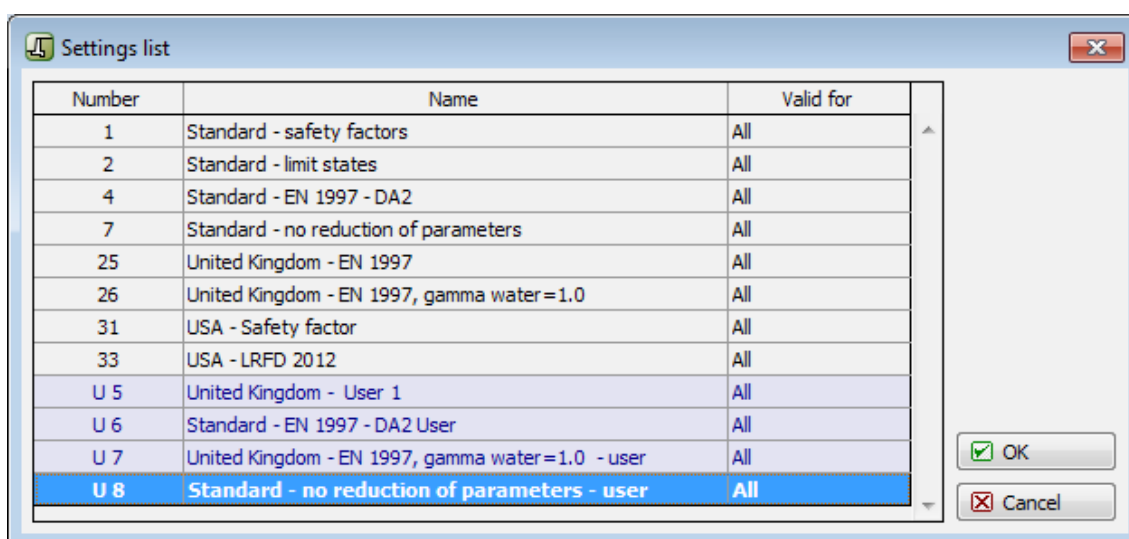 Settings list
Number Name Valid for
1 Standard - safety factors All
2 Standard - limit states All
4 Standard - EN 1997 - DA2 All
7 Standard - no reduction of parameters All
25 United Kingdom - EN 1997 All
26 United Kingdom - EN 1997, gamma water=1.0 All
31 USA - Safety factor All
33 USA - LRFD 2012 All
U 5 United Kingdom - User 1 All
U 6 Standard - EN 1997 - DA2 User All
U 7 United Kingdom - EN 1997, gamma water=1.0 - user All
U 8 Standard - no reduction of parameters - user All
OK
Cancel